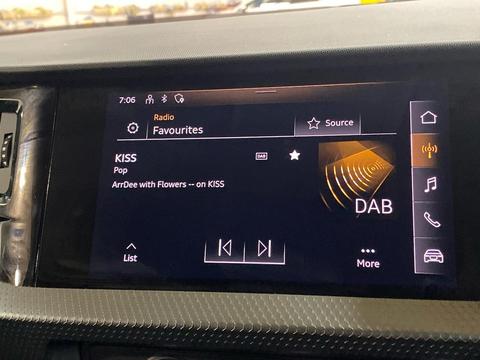 7:06
Radio
Favourites
Source
KISS
DAB
Pop
ArrDee with Flowers -- on KISS
DAB
List
More